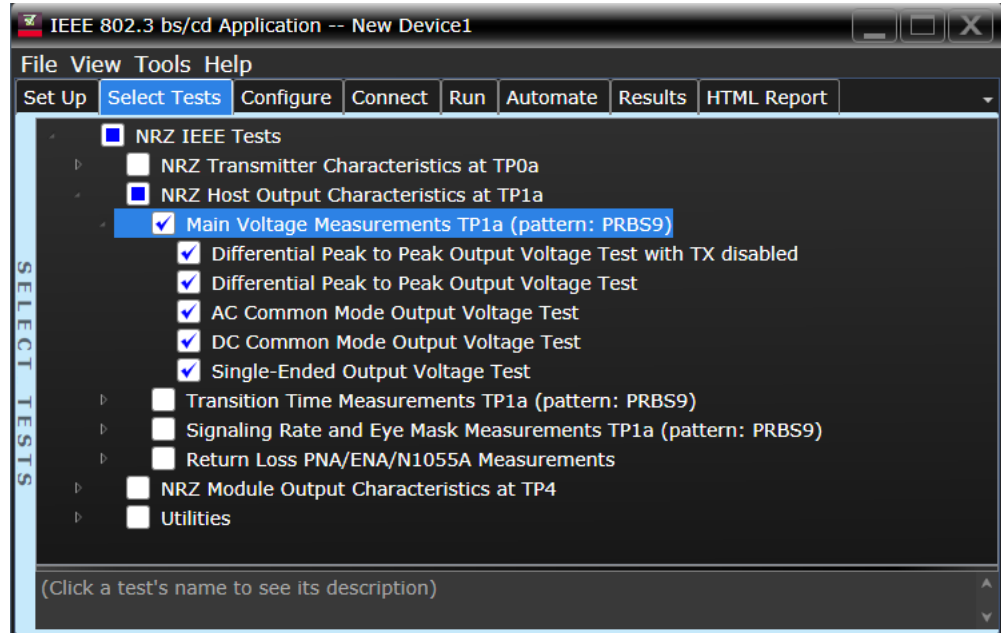 IEEE 802.3 bs/cd Application -- New Device1
File View Tools Help
Set Up Select Tests Configure Connect Run Automate Results HTML Report
NRZ IEEE Tests
NRZ Transmitter Characteristics at TP0a
NRZ Host Output Characteristics at TP1a
Main Voltage Measurements TP1a (pattern: PRBS9)
Differential Peak to Peak Output Voltage Test with TX disabled
Differential Peak to Peak Output Voltage Test
AC Common Mode Output Voltage Test
DC Common Mode Output Voltage Test
Single-Ended Output Voltage Test
Transition Time Measurements TP1a (pattern: PRBS9)
Signaling Rate and Eye Mask Measurements TP1a (pattern: PRBS9)
Return Loss PNA/ENA/N1055A Measurements
NRZ Module Output Characteristics at TP4
Utilities
SELECT TESTS
(Click a test's name to see its description)